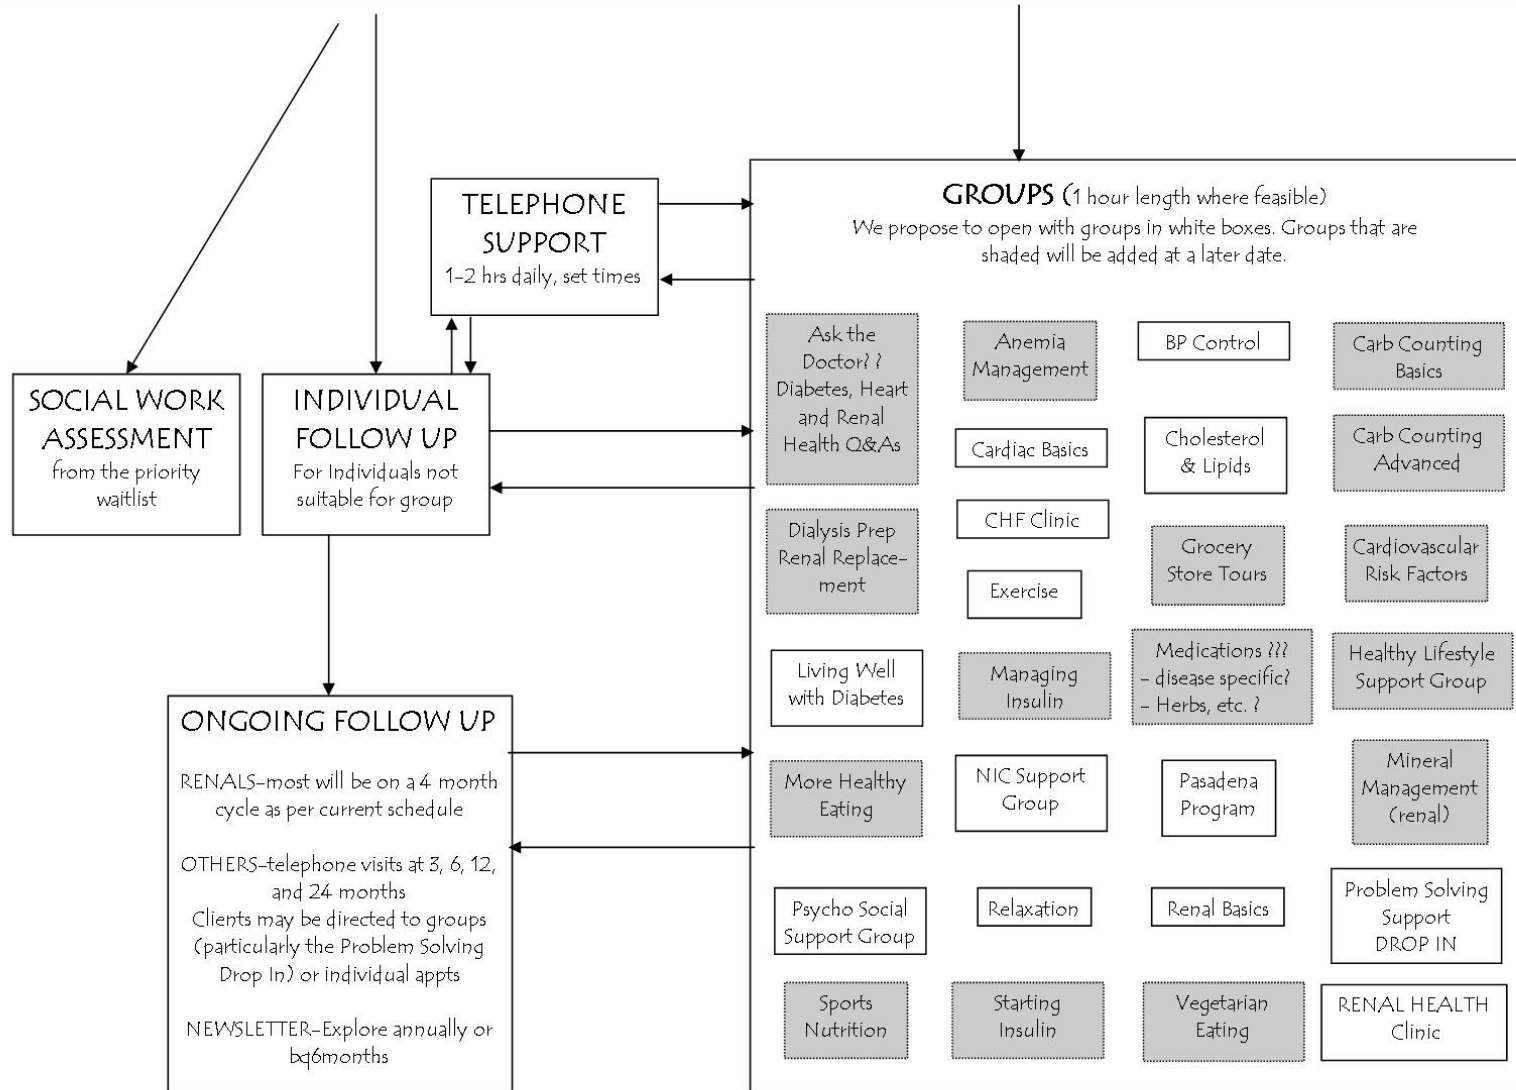 TELEPHONE
SUPPORT
1-2 hrs daily, set times
SOCIAL WORK
ASSESSMENT
from the priority
waitlist
INDIVIDUAL
FOLLOW UP
For Individuals not
suitable for group
ONGOING FOLLOW UP
RENALS-most will be on a 4 month
cycle as per current schedule
OTHERS-telephone visits at 3, 6, 12,
and 24 months
Clients may be directed to groups
(particularly the Problem Solving
Drop In) or individual appts
NEWSLETTER-Explore annually or
bq6months
GROUPS (1 hour length where feasible)
We propose to open with groups in white boxes. Groups that are
shaded will be added at a later date.
Ask the
Doctor? ?
Diabetes, Heart
and Renal
Health Q&As
Anemia
Management
BP Control
Carb Counting
Basics
Cardiac Basics
Cholesterol
& Lipids
Carb Counting
Advanced
CHF Clinic
Dialysis Prep
Renal Replace-
ment
Grocery
Store Tours
Cardiovascular
Risk Factors
Exercise
Living Well
with Diabetes
Managing
Insulin
Medications ???
- disease specific?
- Herbs, etc. ?
Healthy Lifestyle
Support Group
More Healthy
Eating
NIC Support
Group
Pasadena
Program
Mineral
Management
(renal)
Psycho Social
Support Group
Relaxation
Renal Basics
Problem Solving
Support
DROP IN
Sports
Nutrition
Starting
Insulin
Vegetarian
Eating
RENAL HEALTH
Clinic